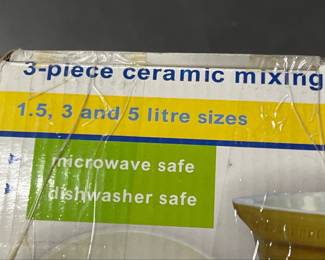 3-piece ceramic mixing
1.5, 3 and 5 litre sizes
microwave safe
dishwasher safe